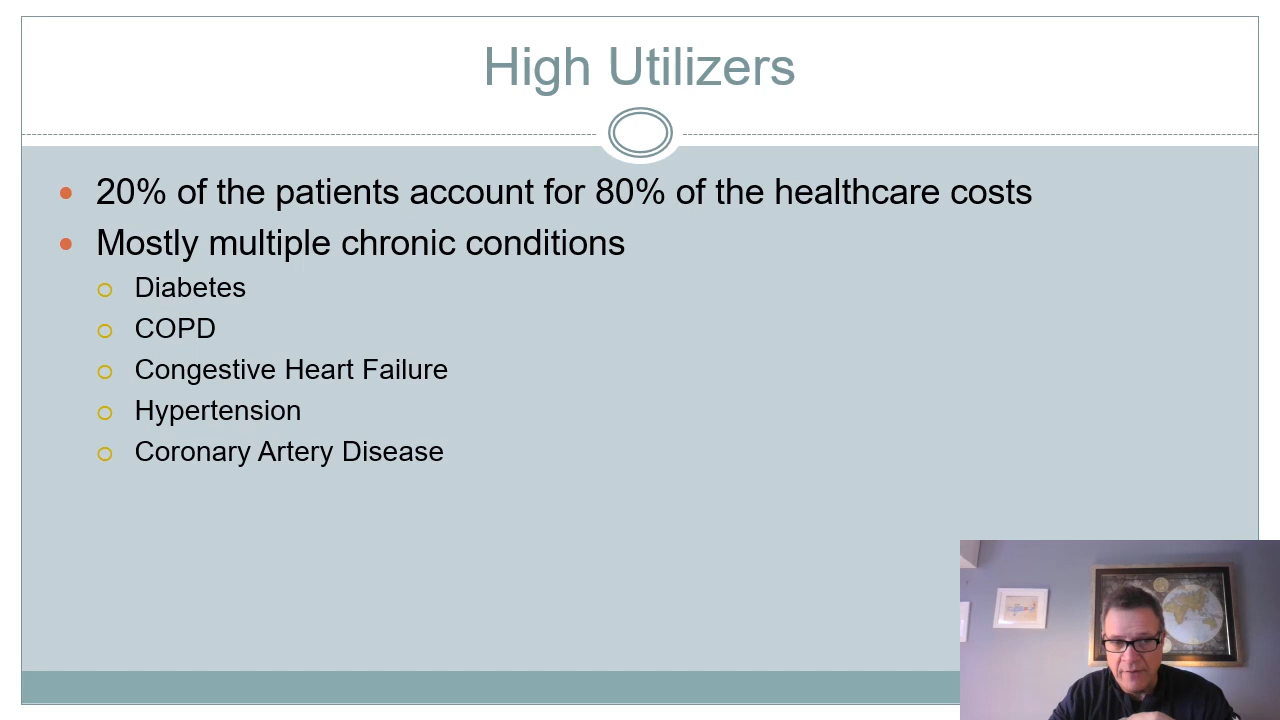 High Utilizers
20% of the patients account for 80% of the healthcare costs
Mostly multiple chronic conditions
Diabetes
COPD
Congestive Heart Failure
Hypertension
Coronary Artery Disease